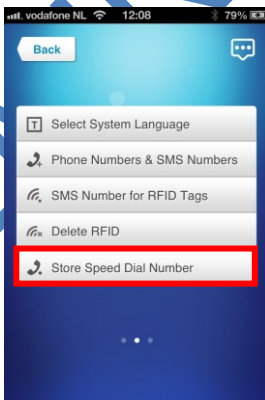 vodafone NL 12:08 79%
Back
Select System Language
Phone Numbers & SMS Numbers
SMS Number for RFID Tags
Delete RFID
Store Speed Dial Number